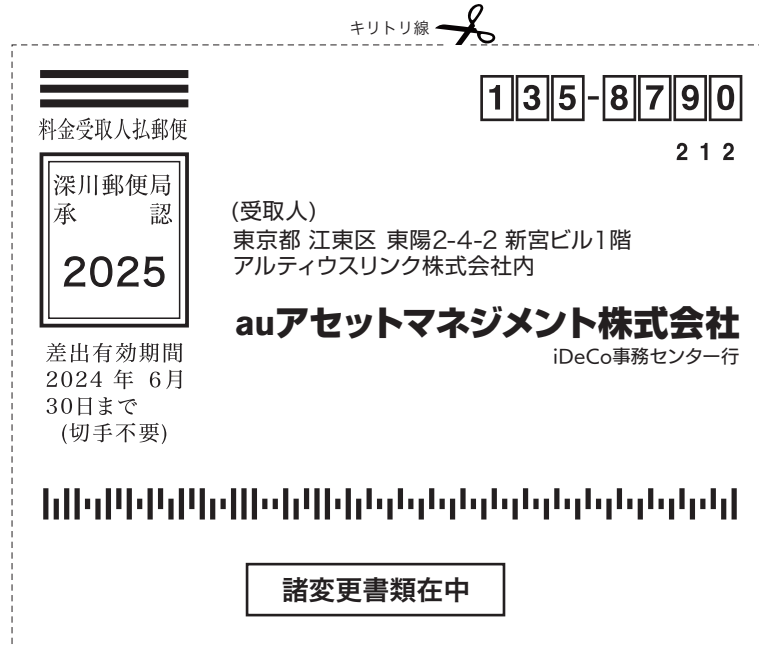 キリトリ線
料金受取人払郵便
深川郵便局
承 認
2025
差出有効期間
2024 年 6月
30日まで
(切手不要)
135-8790
212
(受取人)
東京都 江東区 東陽2-4-2 新宮ビル1階
アルティウスリンク株式会社内
auアセットマネジメント株式会社
iDeCo事務センター行
諸変更書類在中